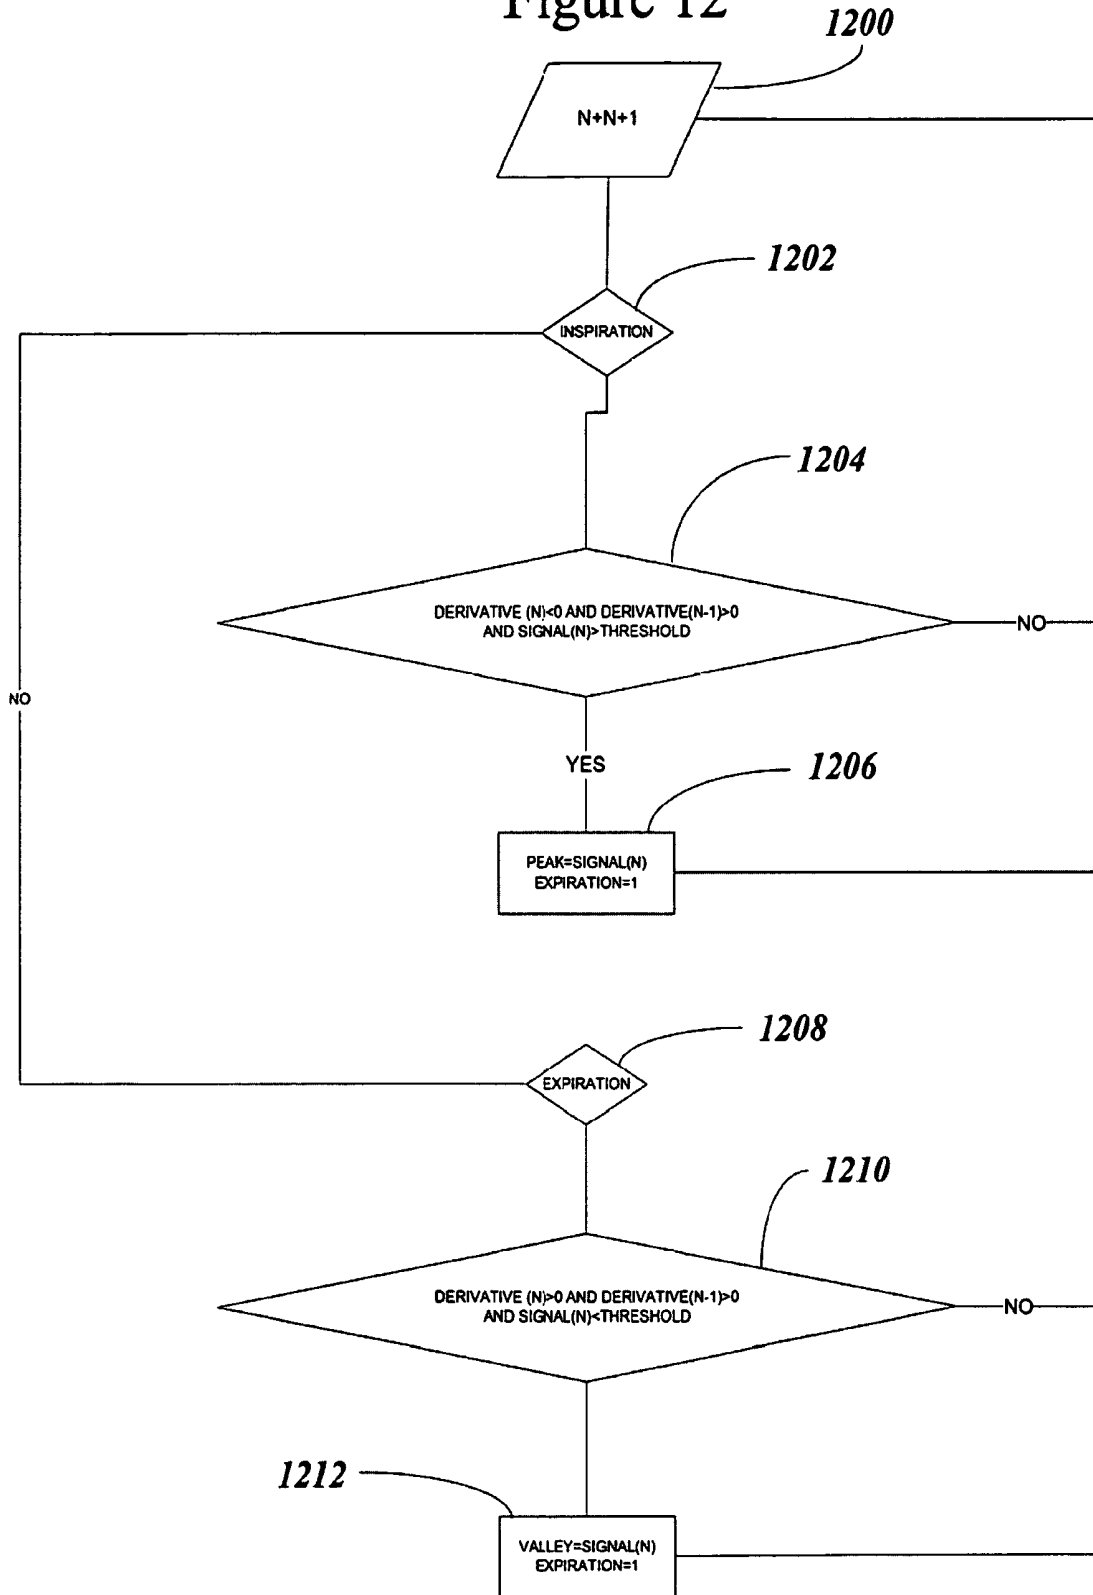 Figure 12
1200
N+N+1
1202
INSPIRATION
1204
DERIVATIVE (N)<0 AND DERIVATIVE(N-1)>0
AND SIGNAL(N)>THRESHOLD
NO
NO
YES
1206
PEAK=SIGNAL(N)
EXPIRATION=1
1208
EXPIRATION
1210
DERIVATIVE (N)>0 AND DERIVATIVE(N-1)>0
AND SIGNAL(N)<THRESHOLD
NO
1212
VALLEY=SIGNAL(N)
EXPIRATION=1